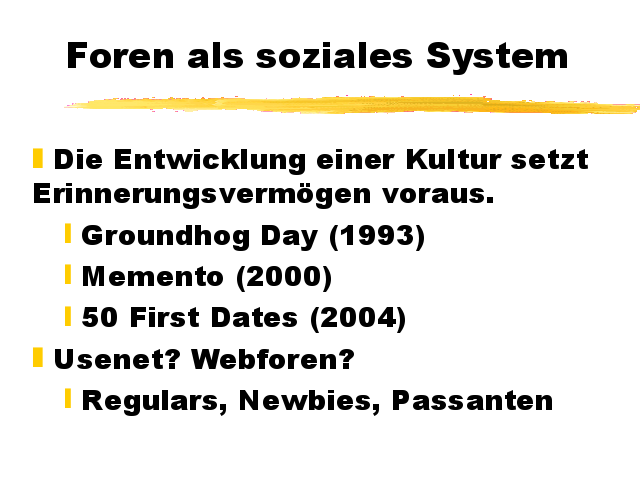 Foren als soziales System
Die Entwicklung einer Kultur setzt
Erinnerungsvermögen voraus.
Groundhog Day (1993)
Memento (2000)
50 First Dates (2004)
Usenet? Webforen?
Regulars, Newbies, Passanten